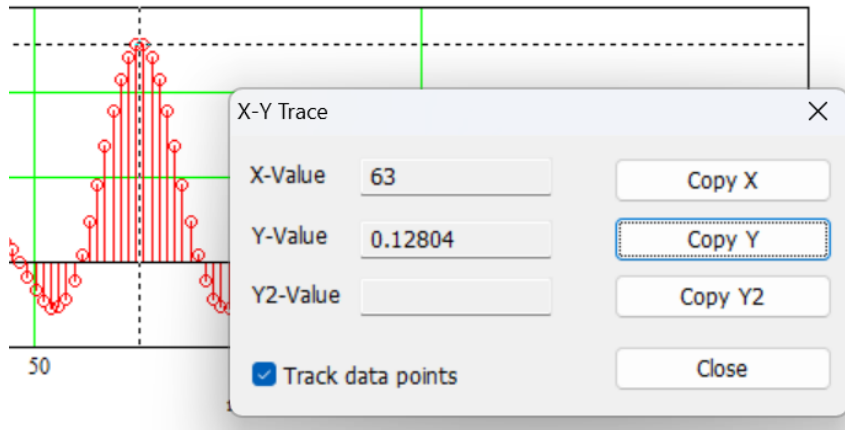 X-Y Trace
X-Value 63 Copy X
Y-Value 0.12804 Copy Y
Y2-Value Copy Y2
Track data points Close
50